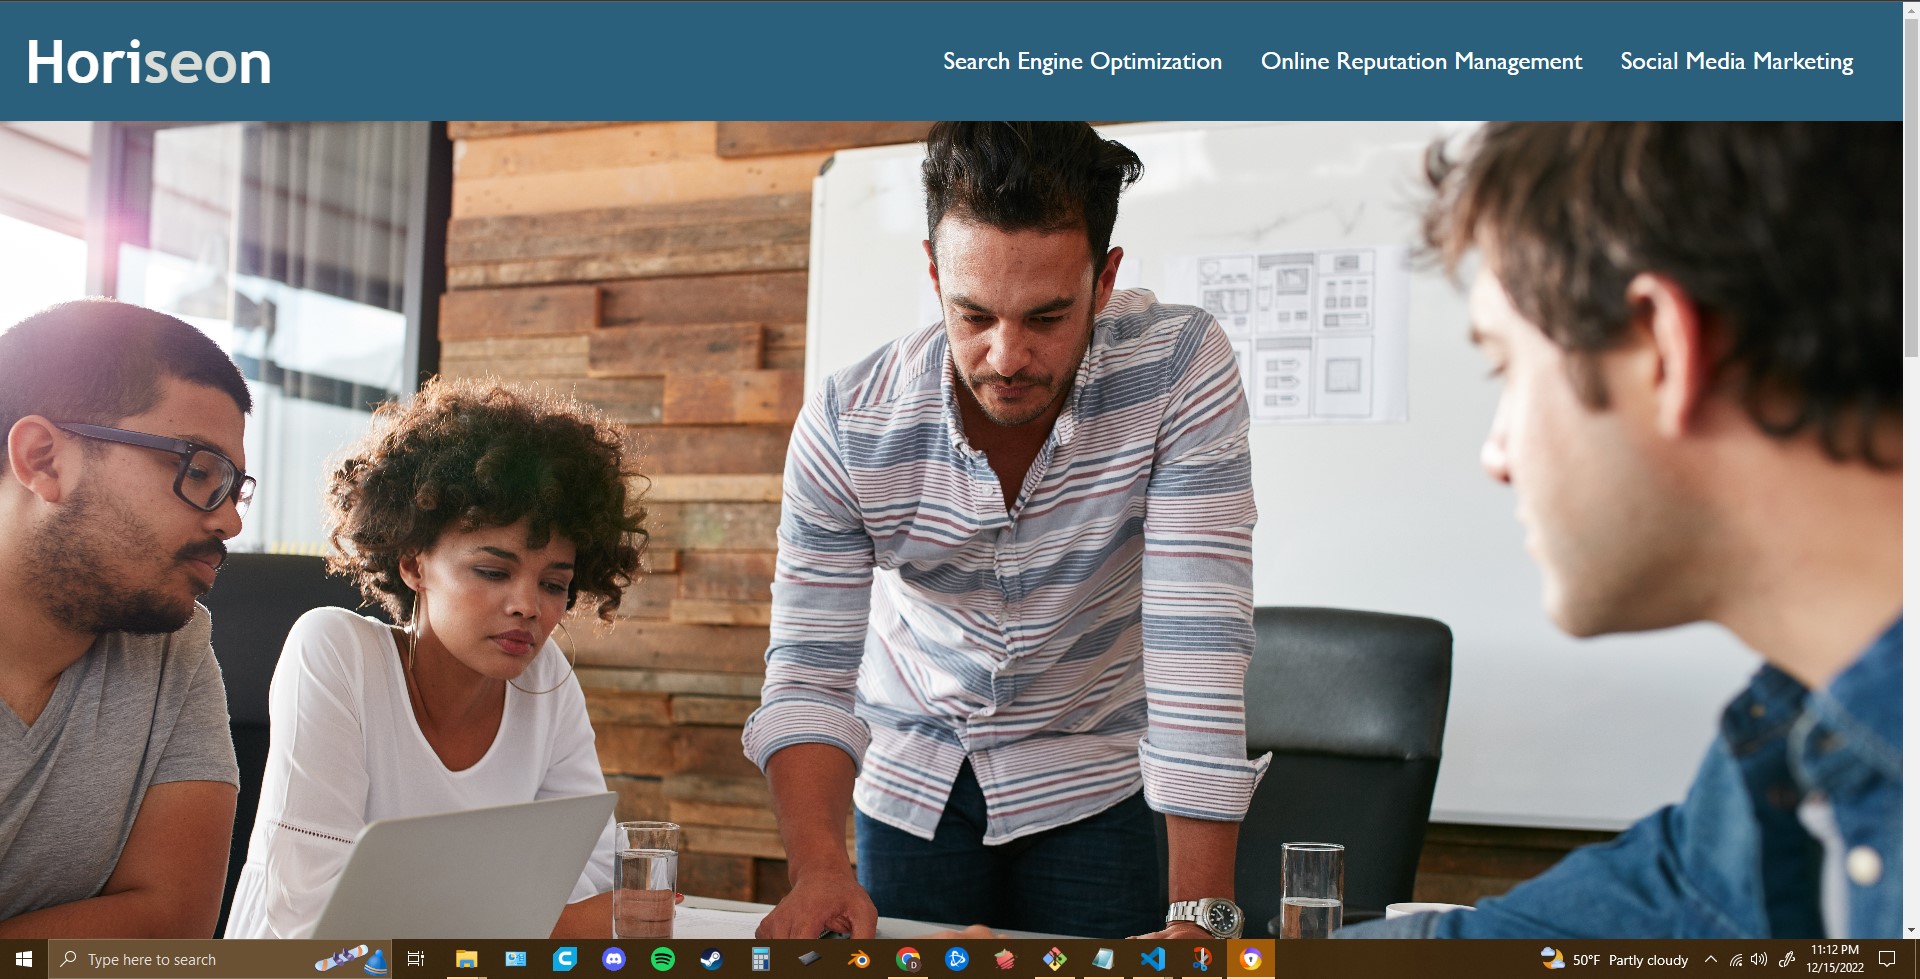 Horiseon
Search Engine Optimization
Online Reputation Management
Social Media Marketing
Type here to search
50°F Partly cloudy
11:12 PM
12/15/2022